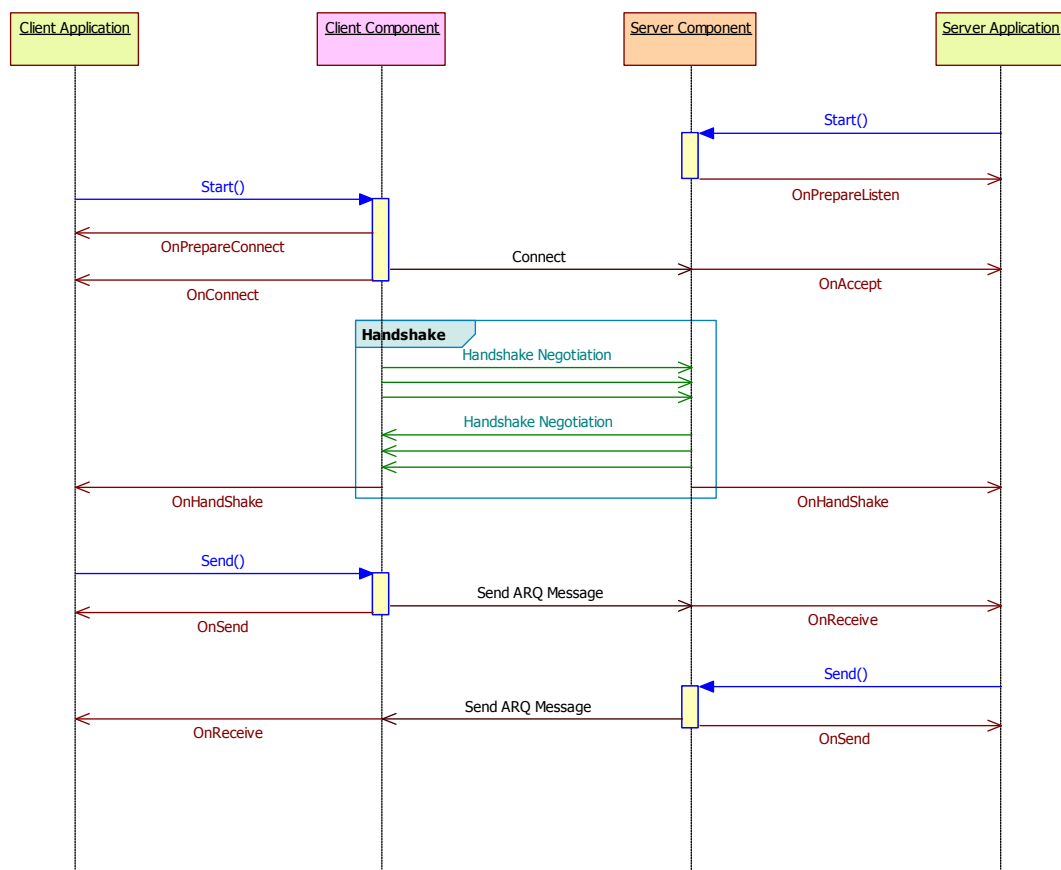 Client Application
Client Component
Server Component
Server Application
Start()
OnPrepareListen
Start()
OnPrepareConnect
Connect
OnAccept
OnConnect
Handshake
Handshake Negotiation
Handshake Negotiation
OnHandShake
OnHandShake
Send()
Send ARQ Message
OnReceive
OnSend
Send()
Send ARQ Message
OnReceive
OnSend